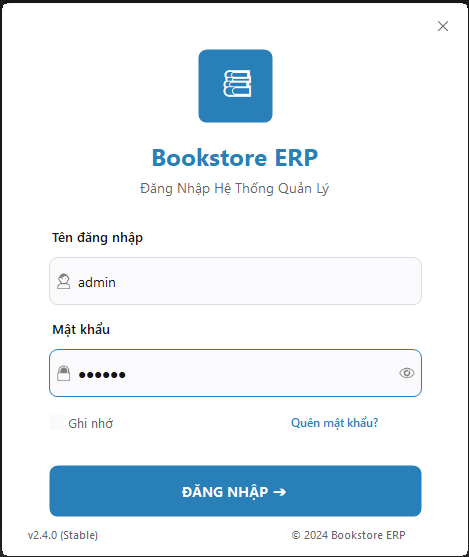 Bookstore ERP
Đăng Nhập Hệ Thống Quản Lý
Tên đăng nhập
admin
Mật khẩu
●●●●●●
Ghi nhớ
Quên mật khẩu?
ĐĂNG NHẬP ➔
v2.4.0 (Stable)
© 2024 Bookstore ERP